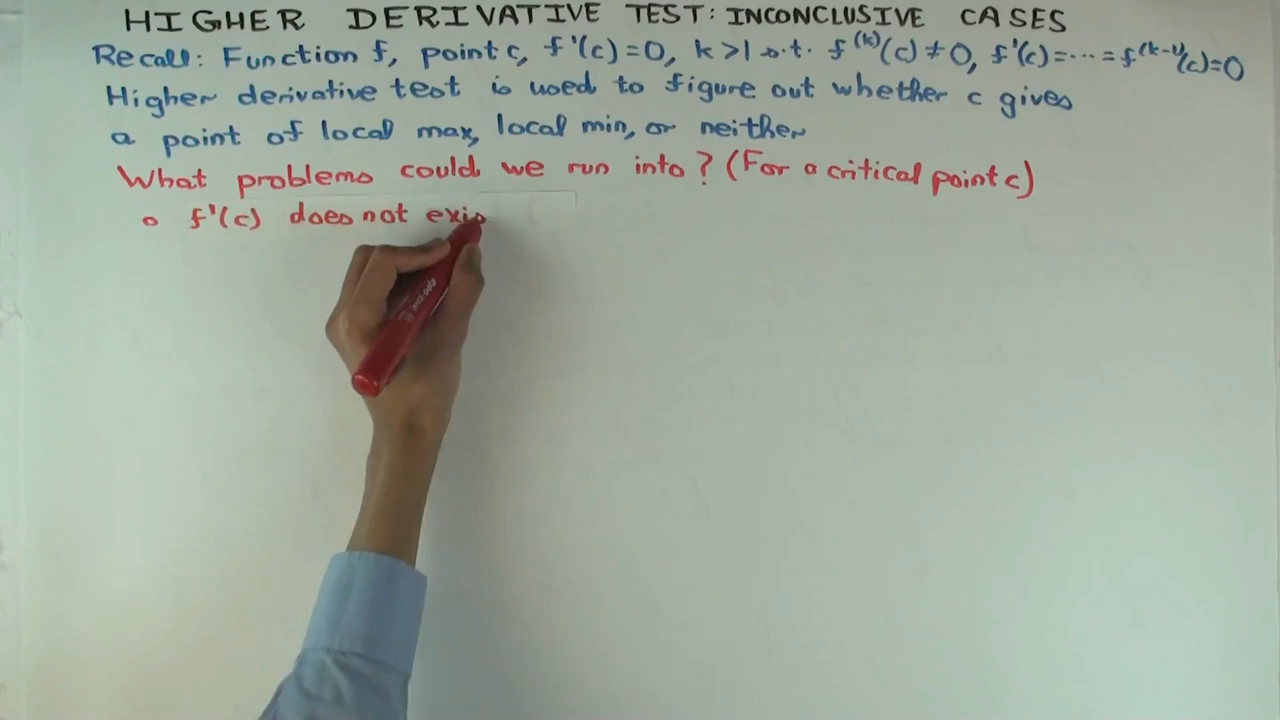 HIGHER DERIVATIVE TEST: INCONCLUSIVE CASES
Recall: Function f, point c, f'(c)=0, k>1 s.t. f^(k)(c)≠0, f'(c)=⋯=f^(k-1)(c)=0
Higher derivative test is used to figure out whether c gives
a point of local max, local min, or neither
What problems could we run into? (For a critical point c)
o f'(c) does not exis